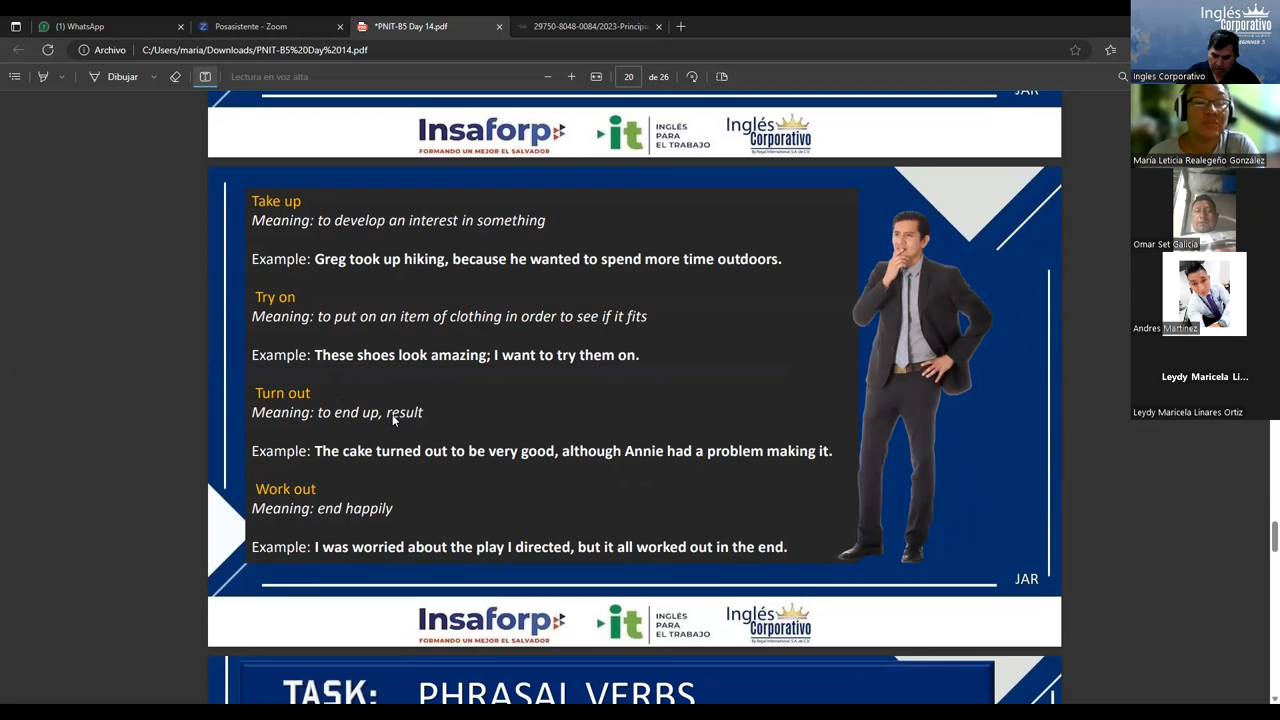 (1) WhatsApp
Posasistente - Zoom
*PNIT-B5 Day 14.pdf
29750-8048-0084/2023-Princip
Archivo
C:/Users/maria/Downloads/PNIT-B5%20Day%2014.pdf
Dibujar
Lectura en voz alta
20 de 26
JAR
Insaforp
FORMANDO UN MEJOR EL SALVADOR
it
INGLÉS
PARA
EL TRABAJO
Inglés
Corporativo
Take up
Meaning: to develop an interest in something
Example: Greg took up hiking, because he wanted to spend more time outdoors.
Try on
Meaning: to put on an item of clothing in order to see if it fits
Example: These shoes look amazing; I want to try them on.
Turn out
Meaning: to end up, result
Example: The cake turned out to be very good, although Annie had a problem making it.
Work out
Meaning: end happily
Example: I was worried about the play I directed, but it all worked out in the end.
JAR
Insaforp
FORMANDO UN MEJOR EL SALVADOR
it
INGLÉS
PARA
EL TRABAJO
Inglés
Corporativo
TASK: PHRASAL VERBS
Inglés
Corporativo
BEGINNER 5
Ingles Corporativo
María Leticia Realegeño González
Omar Set Galicia
Andres Martinez
Leydy Maricela Li...
Leydy Maricela Linares Ortiz